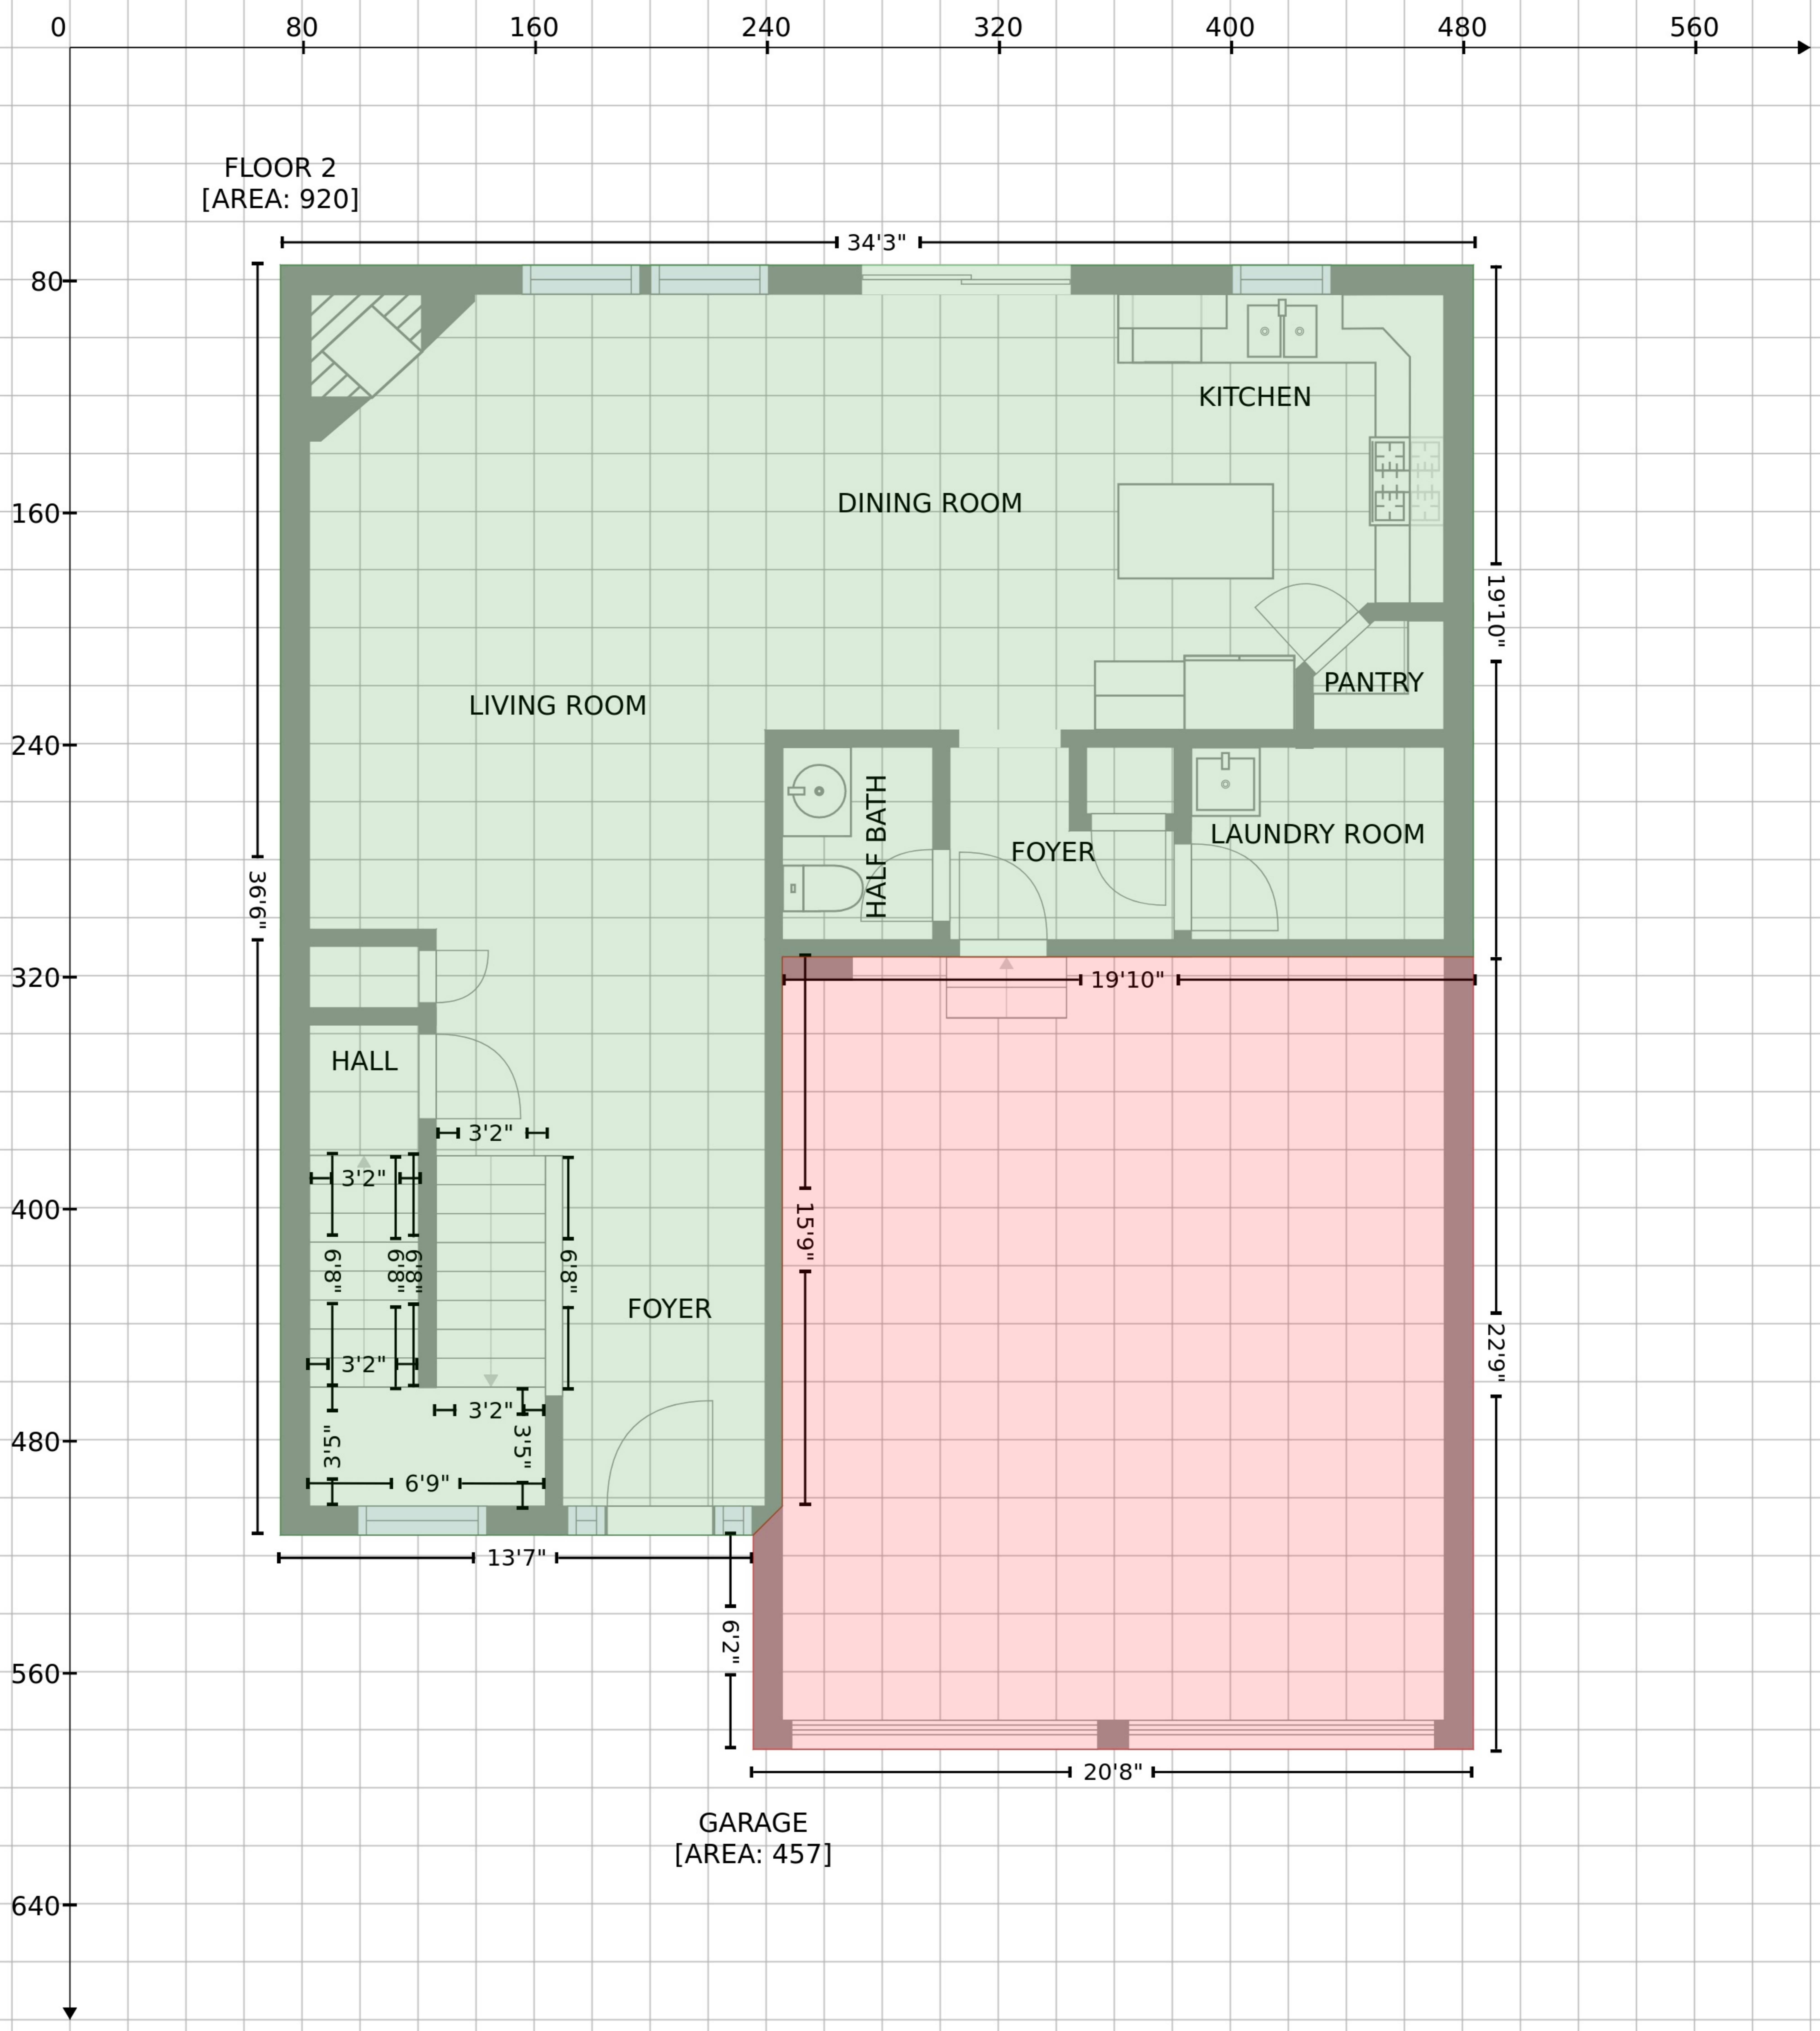 0 80 160 240 320 400 480 560
FLOOR 2
[AREA: 920]
34'3"
80
KITCHEN
DINING ROOM
160
19'10"
PANTRY
LIVING ROOM
240
HALF BATH
LAUNDRY ROOM
FOYER
36'6"
320
19'10"
HALL
3'2"
3'2"
400
15'9"
6'8"
6'8"
6'8"
6'8"
FOYER
22'9"
3'2"
3'2"
480
3'5"
3'5"
6'9"
13'7"
6'2"
560
20'8"
GARAGE
[AREA: 457]
640